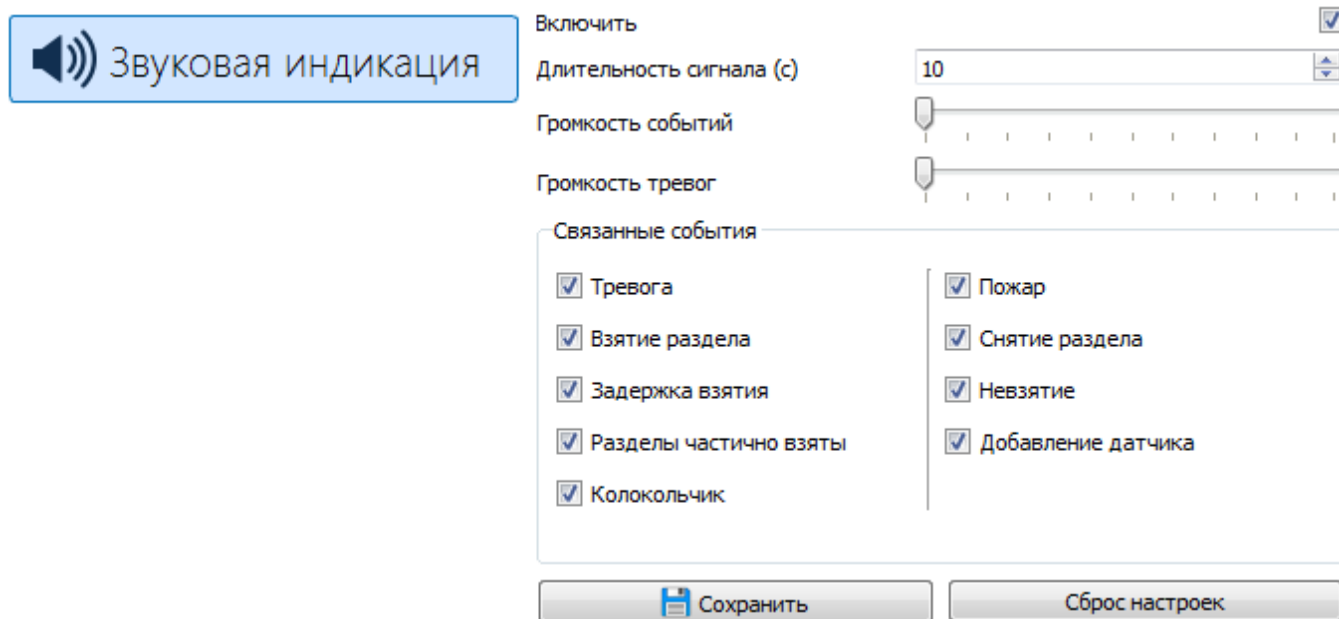 Звуковая индикация
Включить
Длительность сигнала (с)
10
Громкость событий
Громкость тревог
Связанные события
Тревога
Пожар
Взятие раздела
Снятие раздела
Задержка взятия
Невзятие
Разделы частично взяты
Добавление датчика
Колокольчик
Сохранить
Сброс настроек